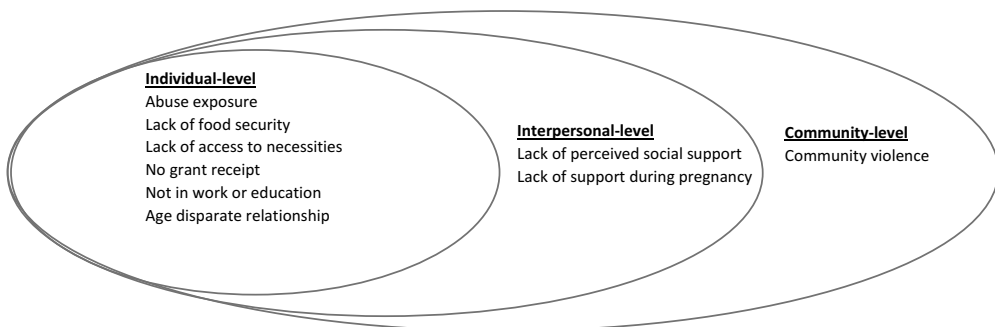 Individual-level
Abuse exposure
Lack of food security
Lack of access to necessities
No grant receipt
Not in work or education
Age disparate relationship
Interpersonal-level
Lack of perceived social support
Lack of support during pregnancy
Community-level
Community violence